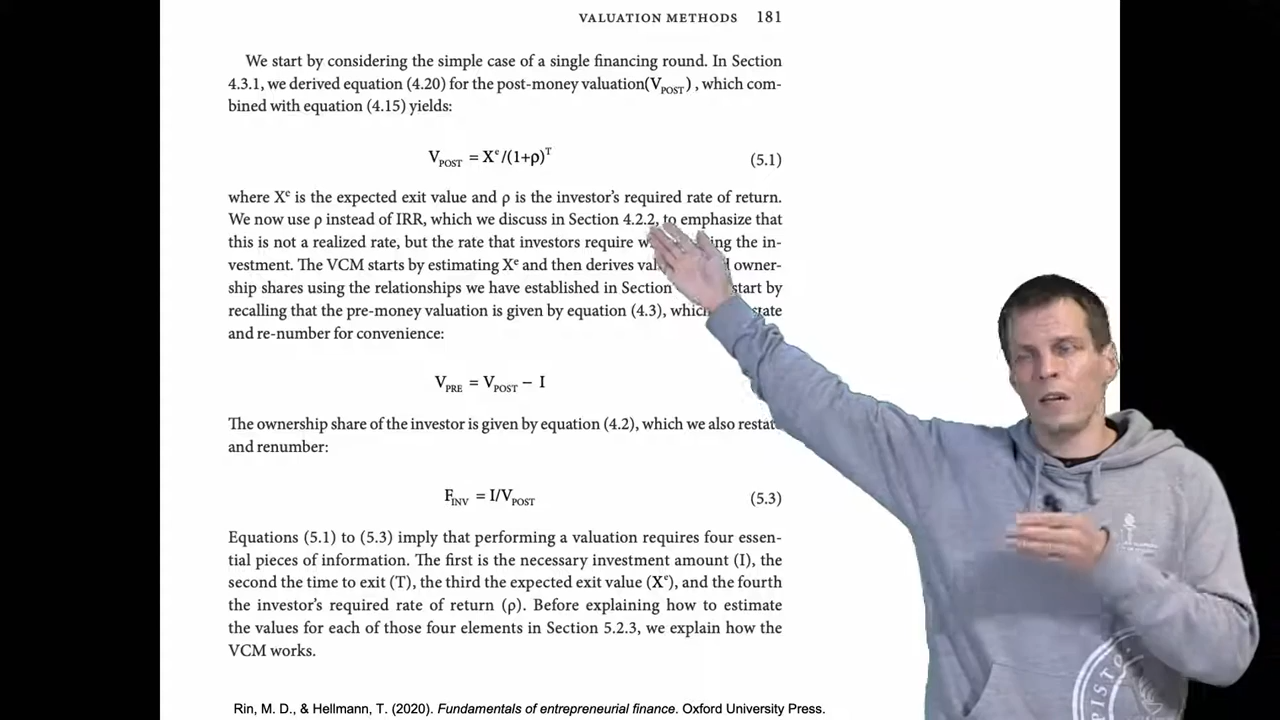 VALUATION METHODS 181
We start by considering the simple case of a single financing round. In Section
4.3.1, we derived equation (4.20) for the post-money valuation(V_POST), which com-
bined with equation (4.15) yields:
V_POST = X^e/(1+ρ)^T (5.1)
where X^e is the expected exit value and ρ is the investor's required rate of return.
We now use ρ instead of IRR, which we discuss in Section 4.2.2, to emphasize that
this is not a realized rate, but the rate that investors require the in-
vestment. The VCM starts by estimating X^e and then derives owner-
ship shares using the relationships we have established in Section start by
recalling that the pre-money valuation is given by equation (4.3),
and re-number for convenience:
V_PRE = V_POST − I
The ownership share of the investor is given by equation (4.2), which we also restate
and renumber:
F_INV = I/V_POST (5.3)
Equations (5.1) to (5.3) imply that performing a valuation requires four essen-
tial pieces of information. The first is the necessary investment amount (I), the
second the time to exit (T), the third the expected exit value (X^e), and the fourth
the investor's required rate of return (ρ). Before explaining how to estimate
the values for each of those four elements in Section 5.2.3, we explain how the
VCM works.
Rin, M. D., & Hellmann, T. (2020). Fundamentals of entrepreneurial finance. Oxford University Press.